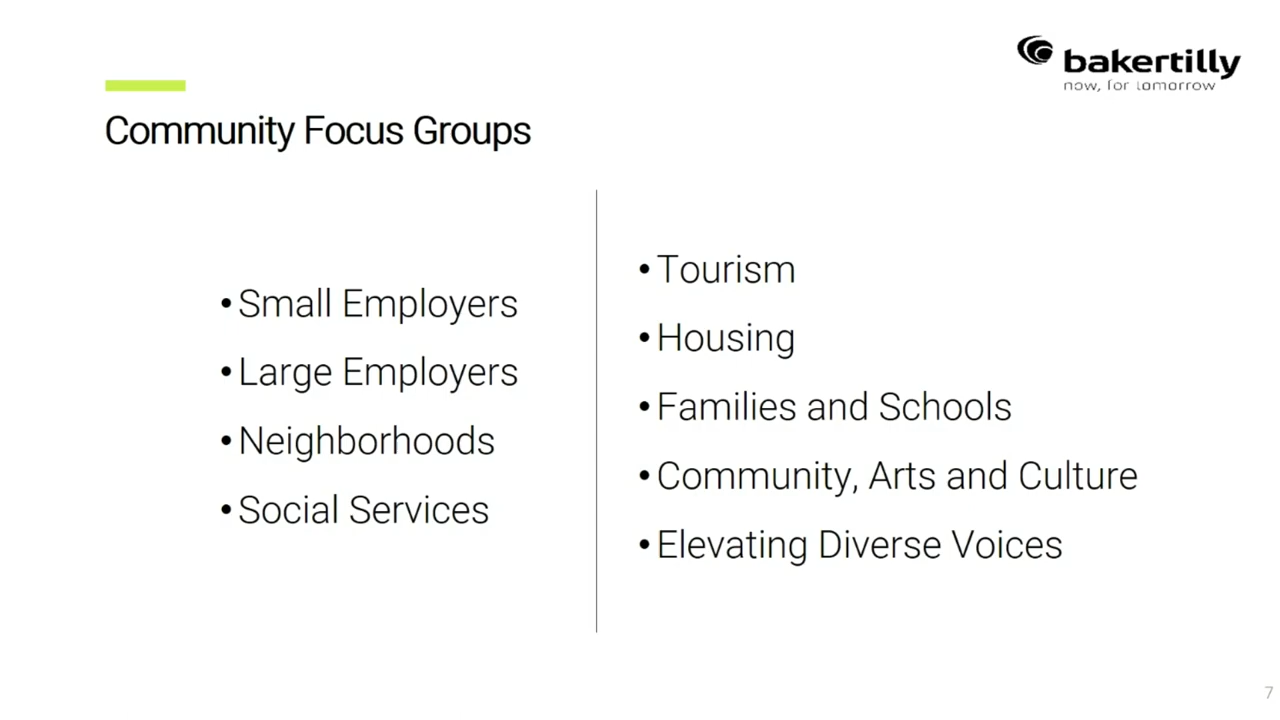 bakertilly
now, for tomorrow
Community Focus Groups
• Small Employers
• Large Employers
• Neighborhoods
• Social Services
• Tourism
• Housing
• Families and Schools
• Community, Arts and Culture
• Elevating Diverse Voices
7